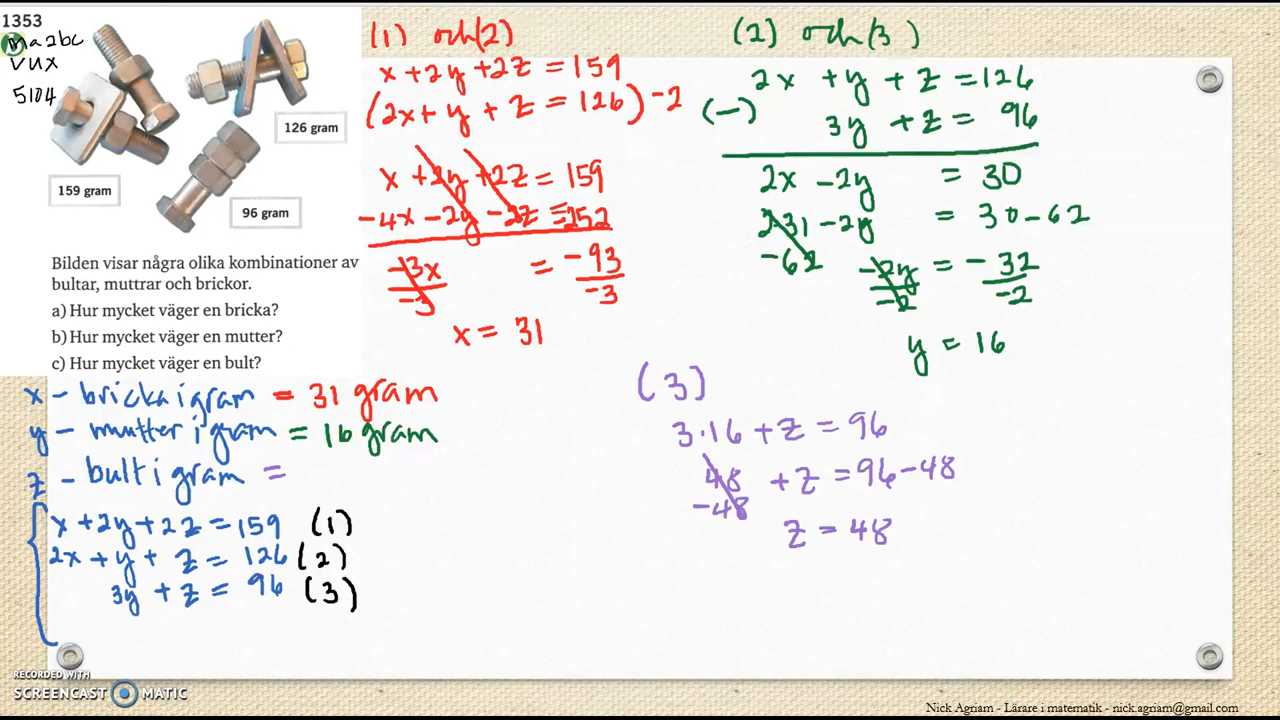 1353
ma2bc
vux
5104
126 gram
159 gram
96 gram
Bilden visar några olika kombinationer av
bultar, muttrar och brickor.
a) Hur mycket väger en bricka?
b) Hur mycket väger en mutter?
c) Hur mycket väger en bult?
x - bricka i gram = 31 gram
y - mutter i gram = 16 gram
z - bult i gram =
x + 2y + 2z = 159 (1)
2x + y + z = 126 (2)
3y + z = 96 (3)
(1) och (2)
x + 2y + 2z = 159
(2x + y + z = 126) -2
x + 2y + 2z = 159
-4x - 2y - 2z = -252
-3x = -93
-3 -3
x = 31
(2) och (3)
2x + y + z = 126
(-) 3y + z = 96
2x - 2y = 30
2·31 - 2y = 30 - 62
-62 -2y = -32
-2 -2
y = 16
(3)
3·16 + z = 96
48 + z = 96 - 48
-48
z = 48
RECORDED WITH
SCREENCAST MATIC
Nick Agriam - Lärare i matematik - nick.agriam@gmail.com